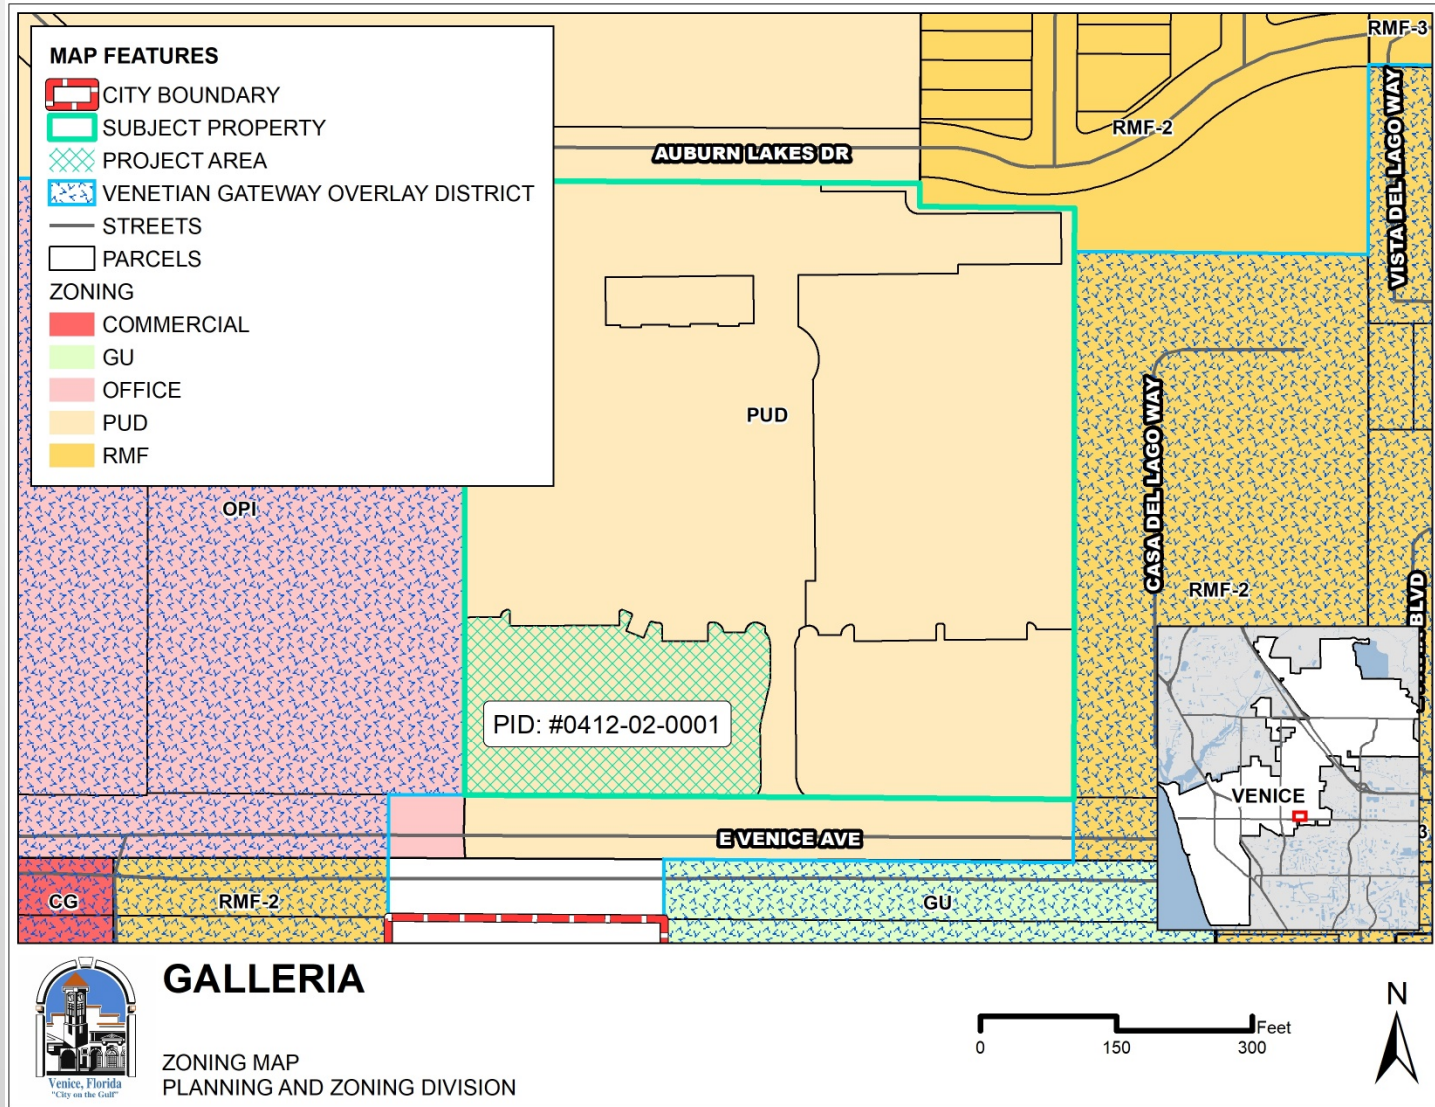 MAP FEATURES
CITY BOUNDARY
SUBJECT PROPERTY
PROJECT AREA
VENETIAN GATEWAY OVERLAY DISTRICT
STREETS
PARCELS
ZONING
COMMERCIAL
GU
OFFICE
PUD
RMF
RMF-3
RMF-2
AUBURN LAKES DR
VISTA DEL LAGO WAY
PUD
CASA DEL LAGO WAY
OPI
RMF-2
BLVD
PID: #0412-02-0001
VENICE
E VENICE AVE
3
CG
RMF-2
GU
GALLERIA
ZONING MAP
PLANNING AND ZONING DIVISION
Venice, Florida
"City on the Gulf"
0 150 300
Feet
N